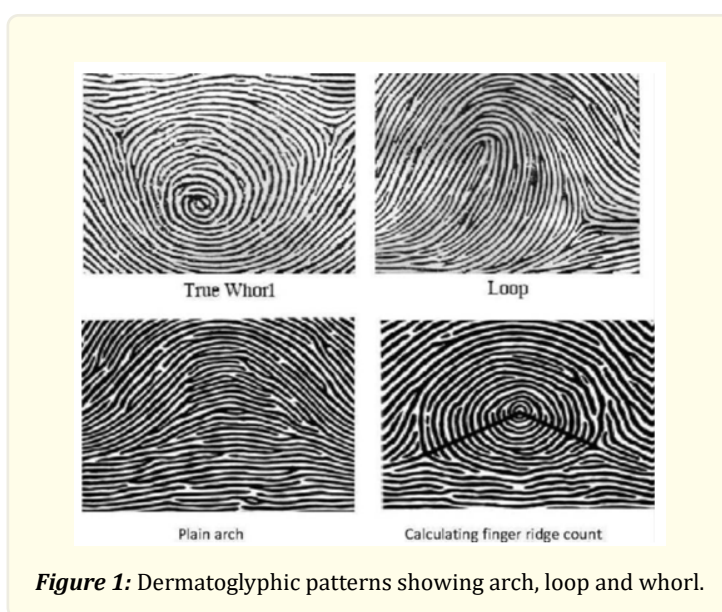 True Whorl
Loop
Plain arch
Calculating finger ridge count
Figure 1: Dermatoglyphic patterns showing arch, loop and whorl.